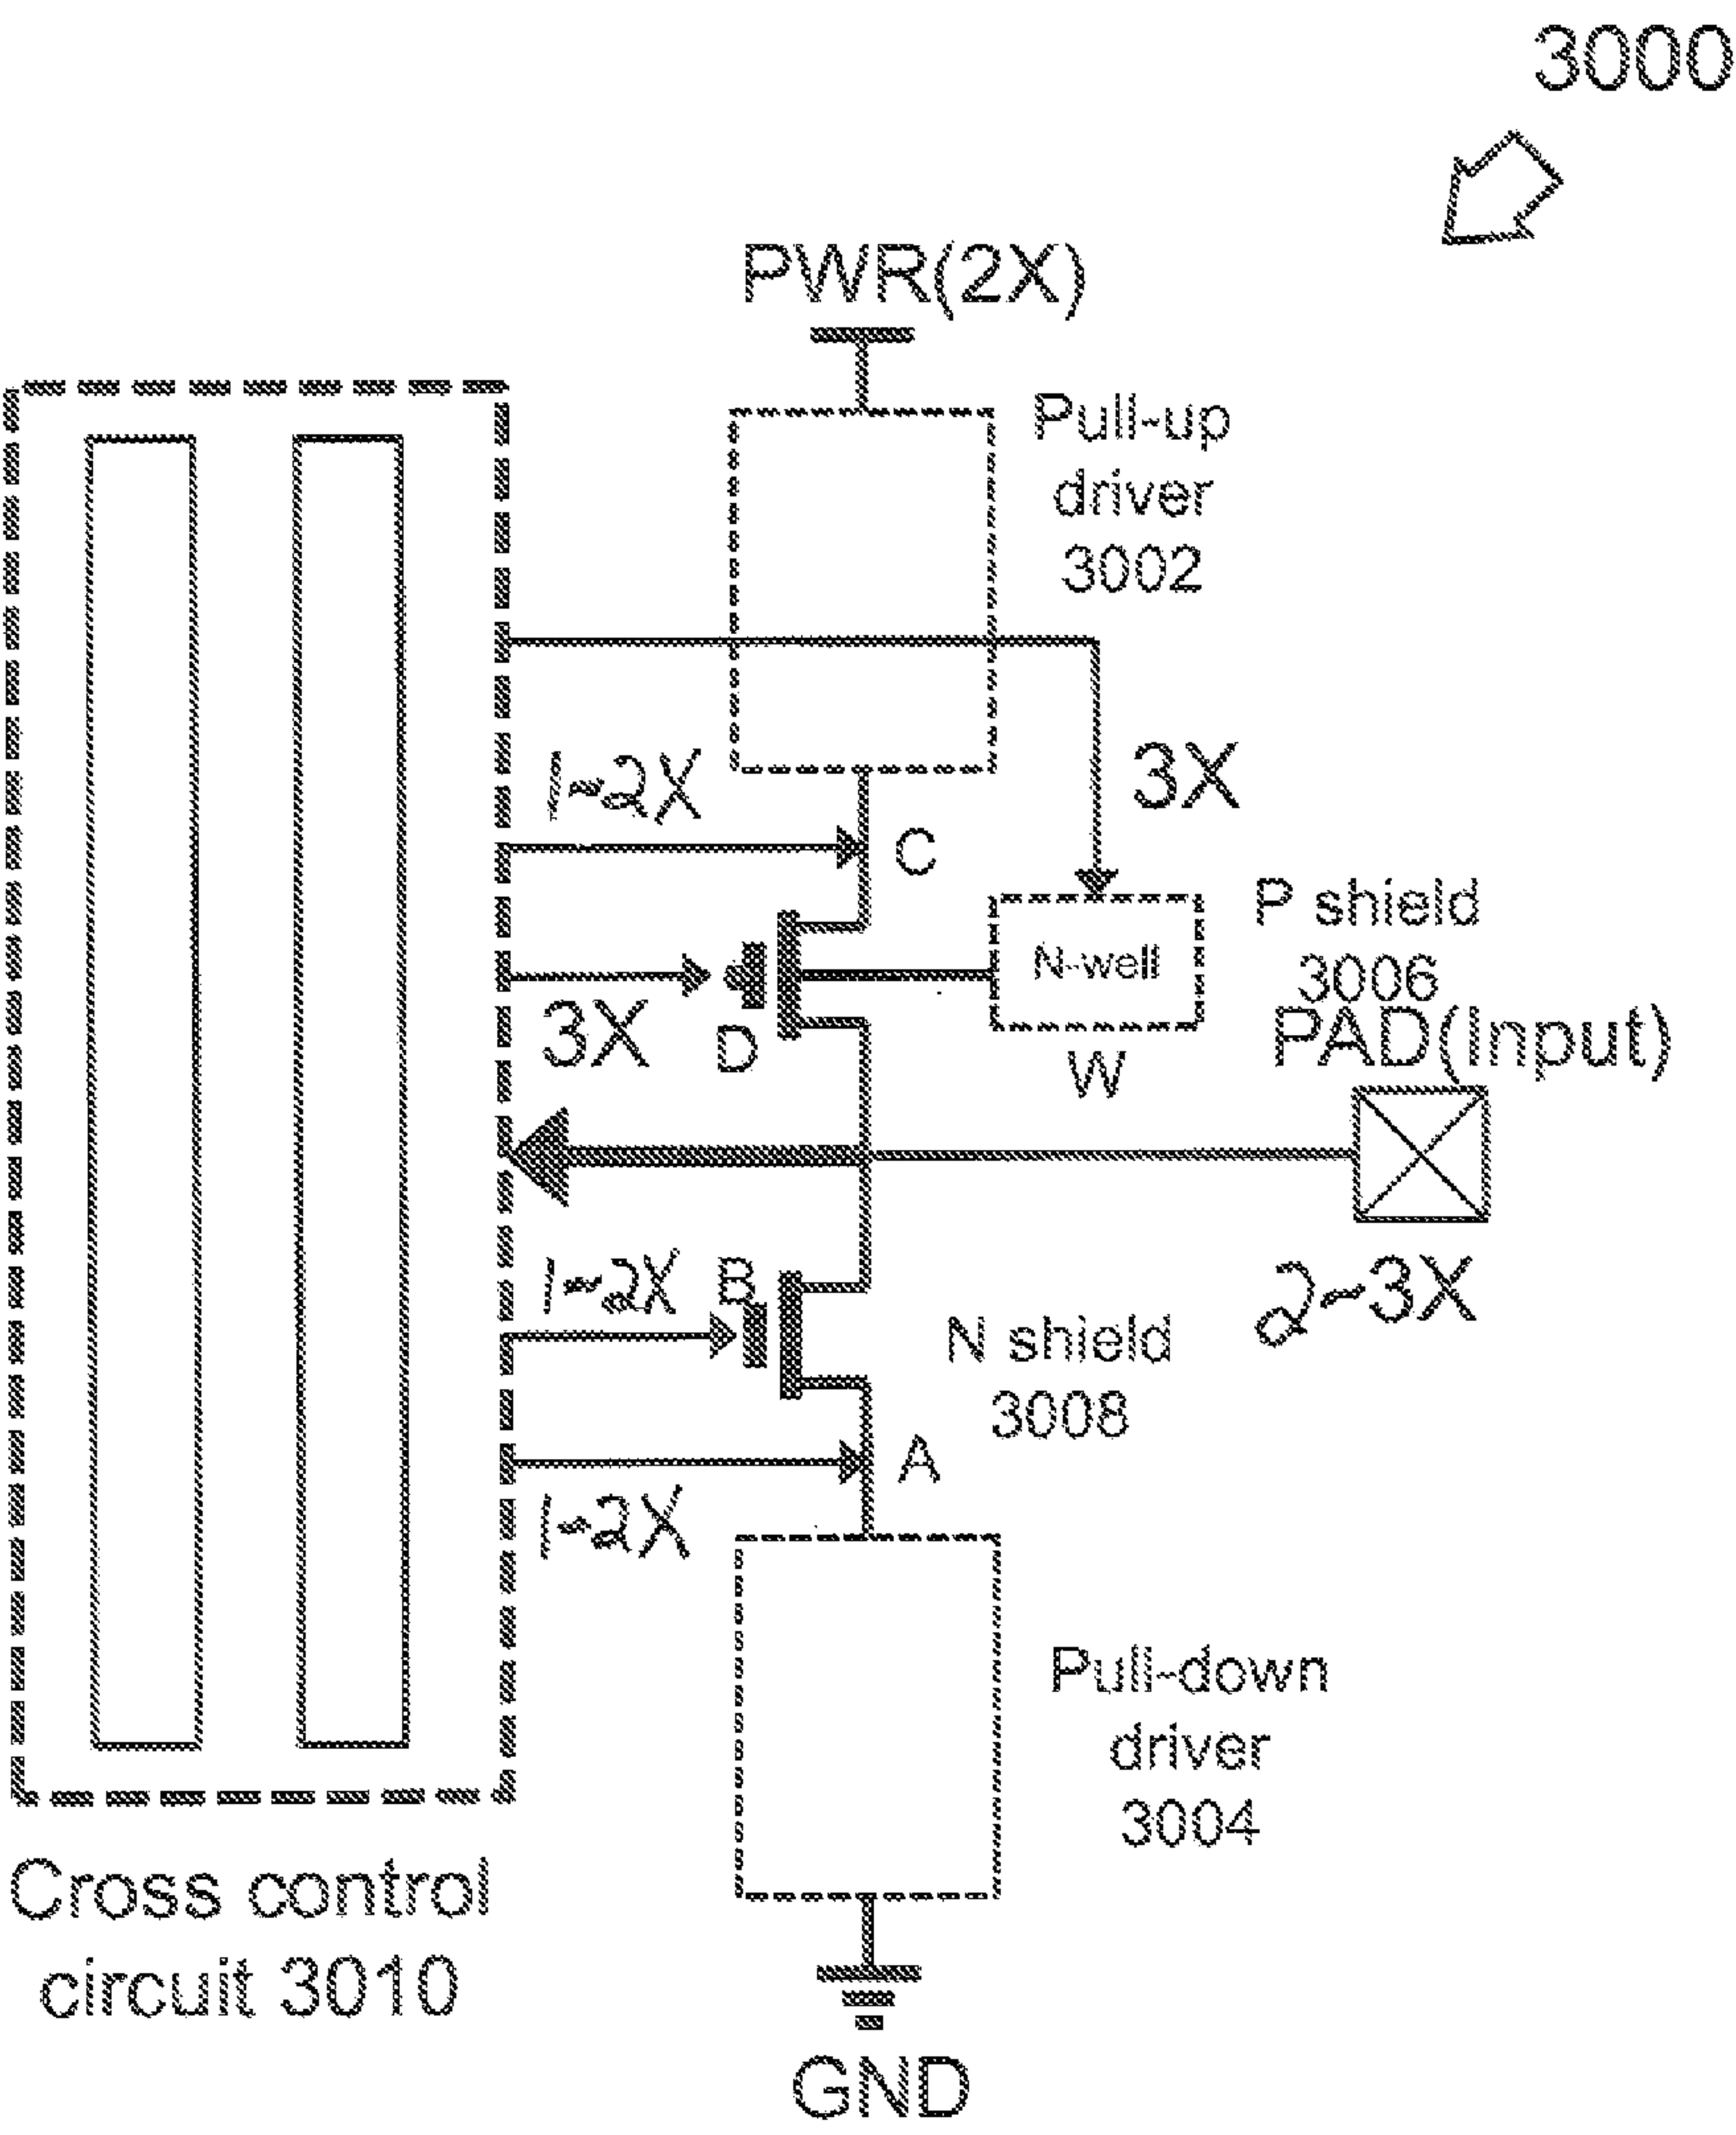 3000
PWR(2X)
Pull-up
driver
3002
1~2X
3X
C
P shield
3006
N-well
3X
D
W
PAD(Input)
1~2X
B
2~3X
N shield
3008
A
1~2X
Pull-down
driver
3004
Cross control
circuit 3010
GND